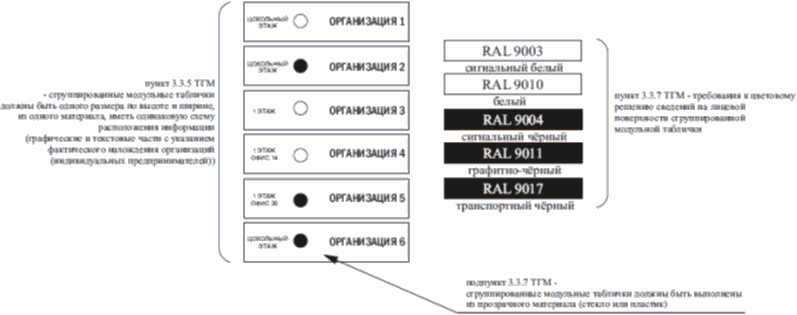 пункт 3.3.5 ТГМ
- сгруппированные модульные таблички
должны быть одного размера по высоте и ширине,
из одного материала, иметь одинаковую схему
расположения информации
(графические и текстовые части с указанием
фактического нахождения организаций
(индивидуальных предпринимателей))
ЦОКОЛЬНЫЙ
ЭТАЖ
ОРГАНИЗАЦИЯ 1
ЦОКОЛЬНЫЙ
ЭТАЖ
ОРГАНИЗАЦИЯ 2
1 ЭТАЖ
ОРГАНИЗАЦИЯ 3
1 ЭТАЖ
ОФИС 14
ОРГАНИЗАЦИЯ 4
1 ЭТАЖ
ОФИС
ОРГАНИЗАЦИЯ 5
ЦОКОЛЬНЫЙ
ЭТАЖ
ОРГАНИЗАЦИЯ 6
RAL 9003
сигнальный белый
RAL 9010
белый
RAL 9004
сигнальный чёрный
RAL 9011
графитно-чёрный
RAL 9017
транспортный чёрный
пункт 3.3.7 ТГМ - требования к цветовому
решению сведений на лицевой
поверхности сгруппированной
модульной таблички
подпункт 3.3.7 ТГМ -
сгруппированные модульные таблички должны быть выполнены
из прозрачного материала (стекло или пластик)